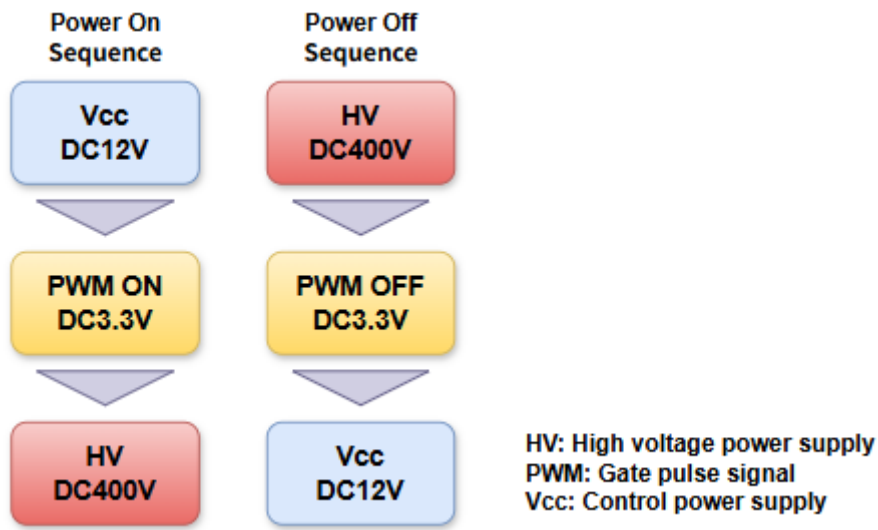 Power On
Sequence
Vcc
DC12V
PWM ON
DC3.3V
HV
DC400V
Power Off
Sequence
HV
DC400V
PWM OFF
DC3.3V
Vcc
DC12V
HV: High voltage power supply
PWM: Gate pulse signal
Vcc: Control power supply